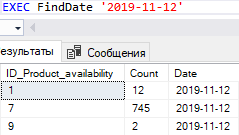 EXEC FindDate '2019-11-12'
езультаты Сообщения
ID_Product_availability Count Date
1 12 2019-11-12
7 745 2019-11-12
9 2 2019-11-12